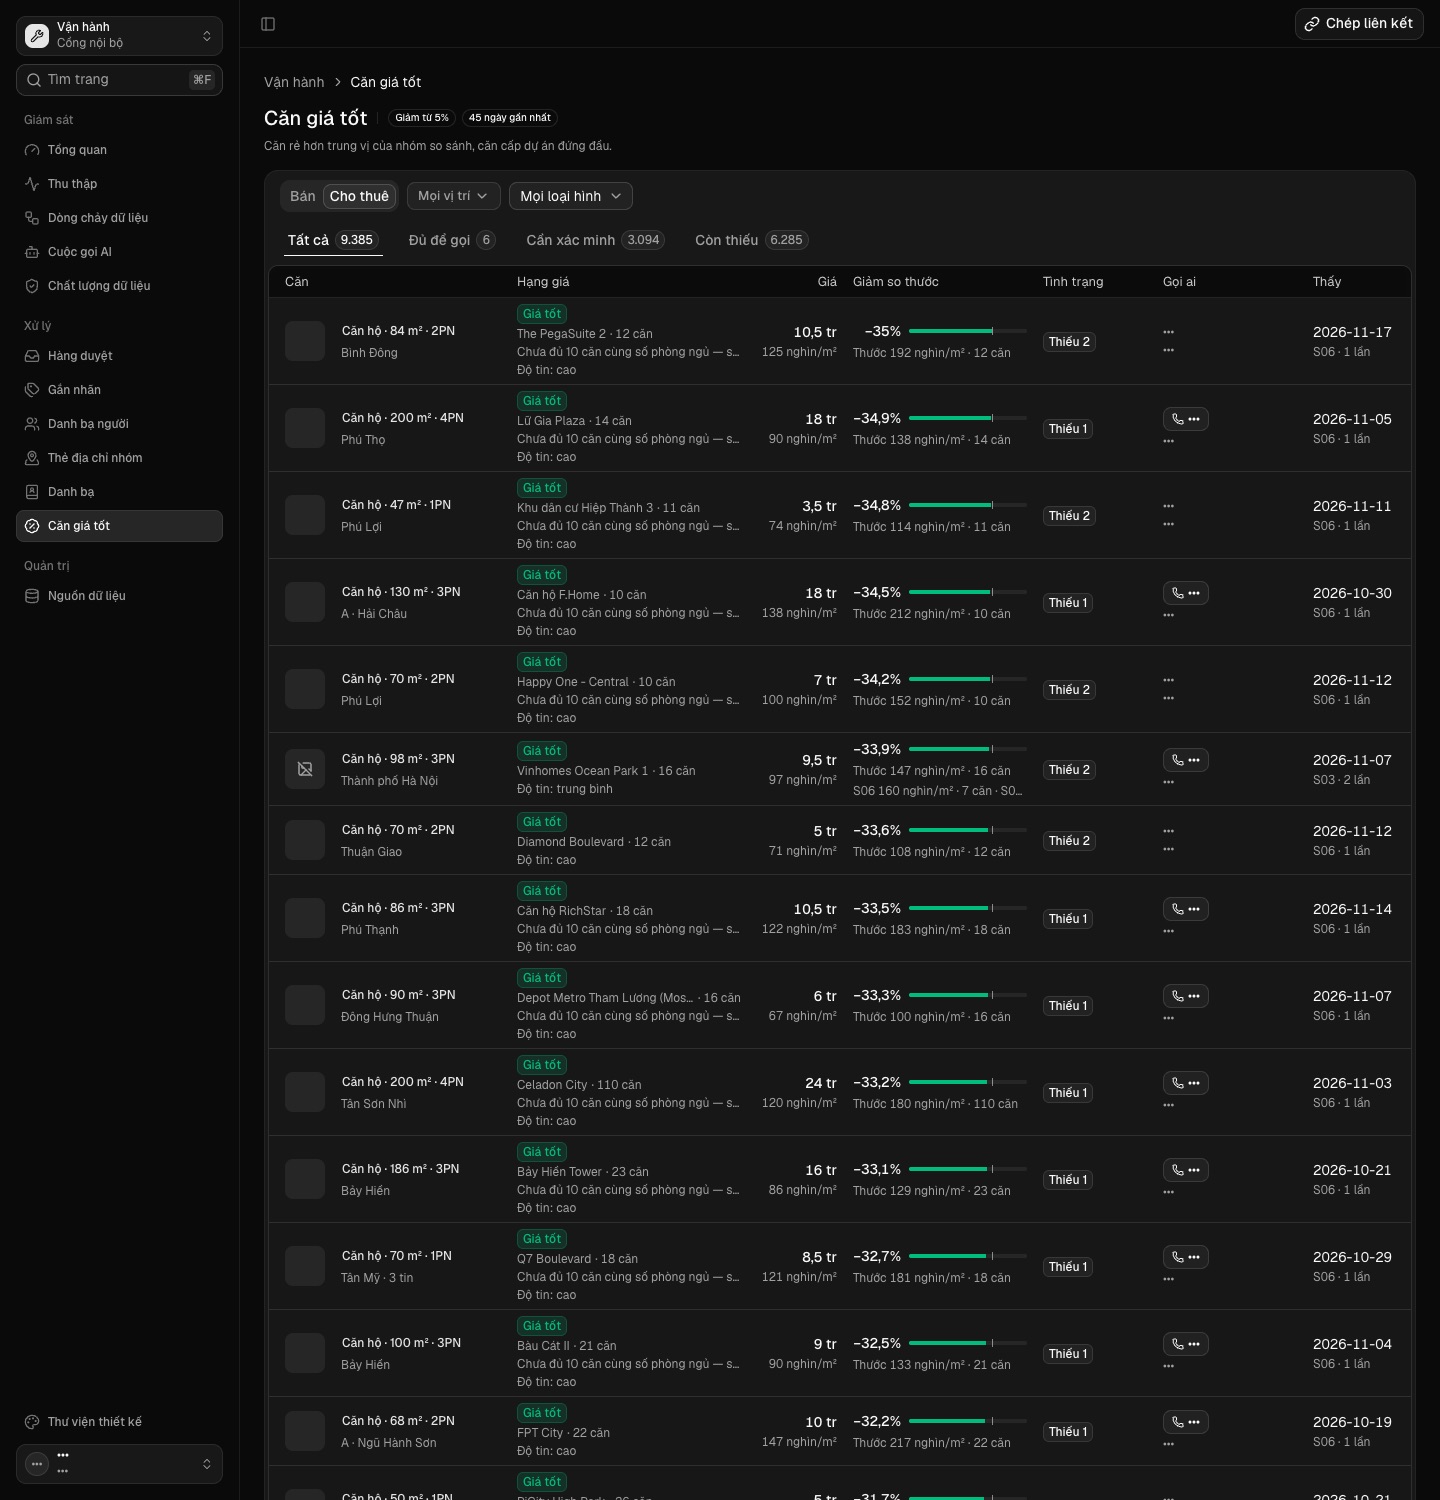 Vận hành
Cổng nội bộ
Tìm trang ⌘F
Giám sát
Tổng quan
Thu thập
Dòng chảy dữ liệu
Cuộc gọi AI
Chất lượng dữ liệu
Xử lý
Hàng duyệt
Gắn nhãn
Danh bạ người
Thẻ địa chỉ nhóm
Danh bạ
Căn giá tốt
Quản trị
Nguồn dữ liệu
Thư viện thiết kế
Chép liên kết
Vận hành > Căn giá tốt
Căn giá tốt Giảm từ 5% 45 ngày gần nhất
Căn rẻ hơn trung vị của nhóm so sánh, căn cấp dự án đứng đầu.
Bán Cho thuê Mọi vị trí Mọi loại hình
Tất cả 9.385 Đủ để gọi 6 Cần xác minh 3.094 Còn thiếu 6.285
Căn Hạng giá Giá Giảm so thước Tình trạng Gọi ai Thấy
Giá tốt
Căn hộ · 84 m² · 2PN The PegaSuite 2 · 12 căn 10,5 tr −35% Thiếu 2 ••• 2026-11-17
Bình Đông Chưa đủ 10 căn cùng số phòng ngủ — s… 125 nghìn/m² Thước 192 nghìn/m² · 12 căn ••• S06 · 1 lần
Độ tin: cao
Giá tốt
Căn hộ · 200 m² · 4PN Lữ Gia Plaza · 14 căn 18 tr −34,9% Thiếu 1 ••• 2026-11-05
Phú Thọ Chưa đủ 10 căn cùng số phòng ngủ — s… 90 nghìn/m² Thước 138 nghìn/m² · 14 căn ••• S06 · 1 lần
Độ tin: cao
Giá tốt
Căn hộ · 47 m² · 1PN Khu dân cư Hiệp Thành 3 · 11 căn 3,5 tr −34,8% Thiếu 2 ••• 2026-11-11
Phú Lợi Chưa đủ 10 căn cùng số phòng ngủ — s… 74 nghìn/m² Thước 114 nghìn/m² · 11 căn ••• S06 · 1 lần
Độ tin: cao
Giá tốt
Căn hộ · 130 m² · 3PN Căn hộ F.Home · 10 căn 18 tr −34,5% Thiếu 1 ••• 2026-10-30
A · Hải Châu Chưa đủ 10 căn cùng số phòng ngủ — s… 138 nghìn/m² Thước 212 nghìn/m² · 10 căn ••• S06 · 1 lần
Độ tin: cao
Giá tốt
Căn hộ · 70 m² · 2PN Happy One - Central · 10 căn 7 tr −34,2% Thiếu 2 ••• 2026-11-12
Phú Lợi Chưa đủ 10 căn cùng số phòng ngủ — s… 100 nghìn/m² Thước 152 nghìn/m² · 10 căn ••• S06 · 1 lần
Độ tin: cao
Giá tốt
Căn hộ · 98 m² · 3PN Vinhomes Ocean Park 1 · 16 căn 9,5 tr −33,9% Thiếu 2 ••• 2026-11-07
Thành phố Hà Nội Độ tin: trung bình 97 nghìn/m² Thước 147 nghìn/m² · 16 căn ••• S03 · 2 lần
S06 160 nghìn/m² · 7 căn · S0…
Giá tốt
Căn hộ · 70 m² · 2PN Diamond Boulevard · 12 căn 5 tr −33,6% Thiếu 2 ••• 2026-11-12
Thuận Giao Độ tin: cao 71 nghìn/m² Thước 108 nghìn/m² · 12 căn ••• S06 · 1 lần
Giá tốt
Căn hộ · 86 m² · 3PN Căn hộ RichStar · 18 căn 10,5 tr −33,5% Thiếu 1 ••• 2026-11-14
Phú Thạnh Chưa đủ 10 căn cùng số phòng ngủ — s… 122 nghìn/m² Thước 183 nghìn/m² · 18 căn ••• S06 · 1 lần
Độ tin: cao
Giá tốt
Căn hộ · 90 m² · 3PN Depot Metro Tham Lương (Mos… · 16 căn 6 tr −33,3% Thiếu 1 ••• 2026-11-07
Đông Hưng Thuận Chưa đủ 10 căn cùng số phòng ngủ — s… 67 nghìn/m² Thước 100 nghìn/m² · 16 căn ••• S06 · 1 lần
Độ tin: cao
Giá tốt
Căn hộ · 200 m² · 4PN Celadon City · 110 căn 24 tr −33,2% Thiếu 1 ••• 2026-11-03
Tân Sơn Nhì Chưa đủ 10 căn cùng số phòng ngủ — s… 120 nghìn/m² Thước 180 nghìn/m² · 110 căn ••• S06 · 1 lần
Độ tin: cao
Giá tốt
Căn hộ · 186 m² · 3PN Bảy Hiền Tower · 23 căn 16 tr −33,1% Thiếu 1 ••• 2026-10-21
Bảy Hiền Chưa đủ 10 căn cùng số phòng ngủ — s… 86 nghìn/m² Thước 129 nghìn/m² · 23 căn ••• S06 · 1 lần
Độ tin: cao
Giá tốt
Căn hộ · 70 m² · 1PN Q7 Boulevard · 18 căn 8,5 tr −32,7% Thiếu 1 ••• 2026-10-29
Tân Mỹ · 3 tin Chưa đủ 10 căn cùng số phòng ngủ — s… 121 nghìn/m² Thước 181 nghìn/m² · 18 căn ••• S06 · 1 lần
Độ tin: cao
Giá tốt
Căn hộ · 100 m² · 3PN Bàu Cát II · 21 căn 9 tr −32,5% Thiếu 1 ••• 2026-11-04
Bảy Hiền Chưa đủ 10 căn cùng số phòng ngủ — s… 90 nghìn/m² Thước 133 nghìn/m² · 21 căn ••• S06 · 1 lần
Độ tin: cao
Giá tốt
Căn hộ · 68 m² · 2PN FPT City · 22 căn 10 tr −32,2% Thiếu 1 ••• 2026-10-19
A · Ngũ Hành Sơn Độ tin: cao 147 nghìn/m² Thước 217 nghìn/m² · 22 căn ••• S06 · 1 lần
Giá tốt
Căn hộ · 50 m² · 1PN 5 tr −31,7% 2026-10-21